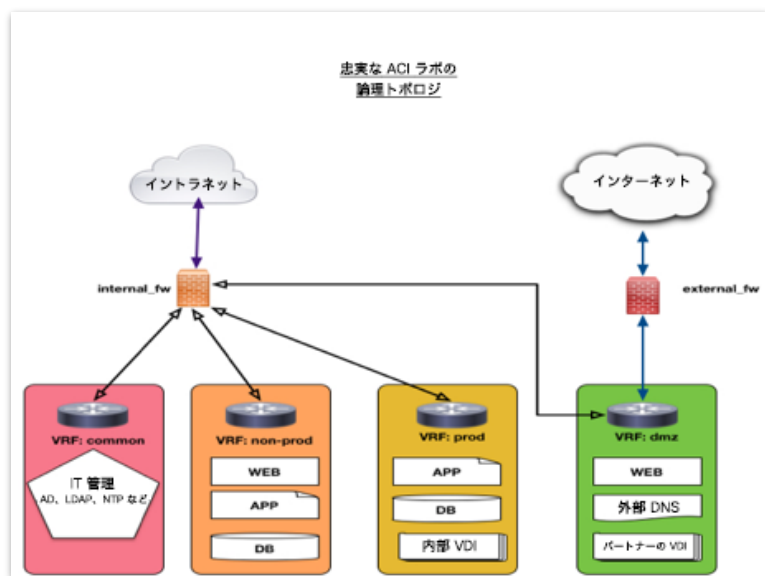 忠実な ACI ラボの
論理トポロジ
イントラネット
インターネット
internal_fw
external_fw
VRF: common
VRF: non-prod
VRF: prod
VRF: dmz
IT 管理
AD、LDAP、NTP など
WEB
APP
DB
APP
DB
内部 VDI
WEB
外部 DNS
パートナーの VDI